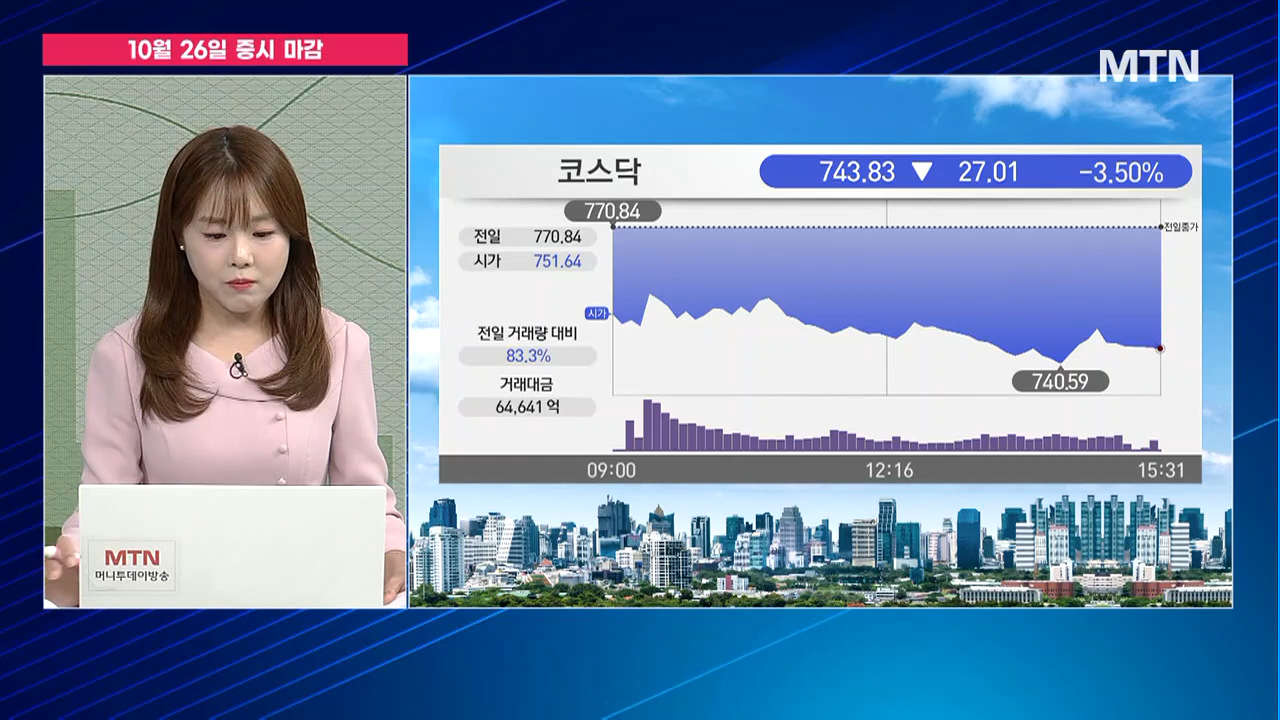 10월 26일 증시 마감
MTN
코스닥
743.83 ▼ 27.01 -3.50%
770.84
전일종가
전일 770.84
시가 751.64
시가
전일 거래량 대비
83.3%
거래대금
64,641 억
740.59
09:00 12:16 15:31
MTN
머니투데이방송